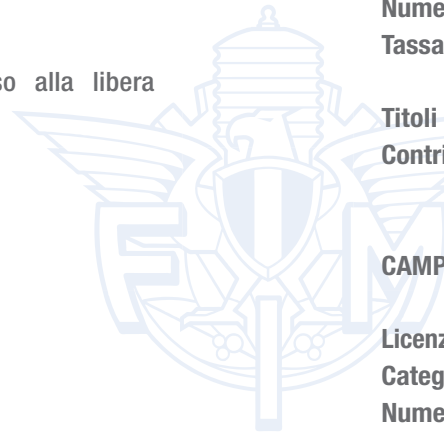 so alla libera
Nume
Tassa
Titoli
Contri
CAMP
Licenz
Categ
Nume
F M